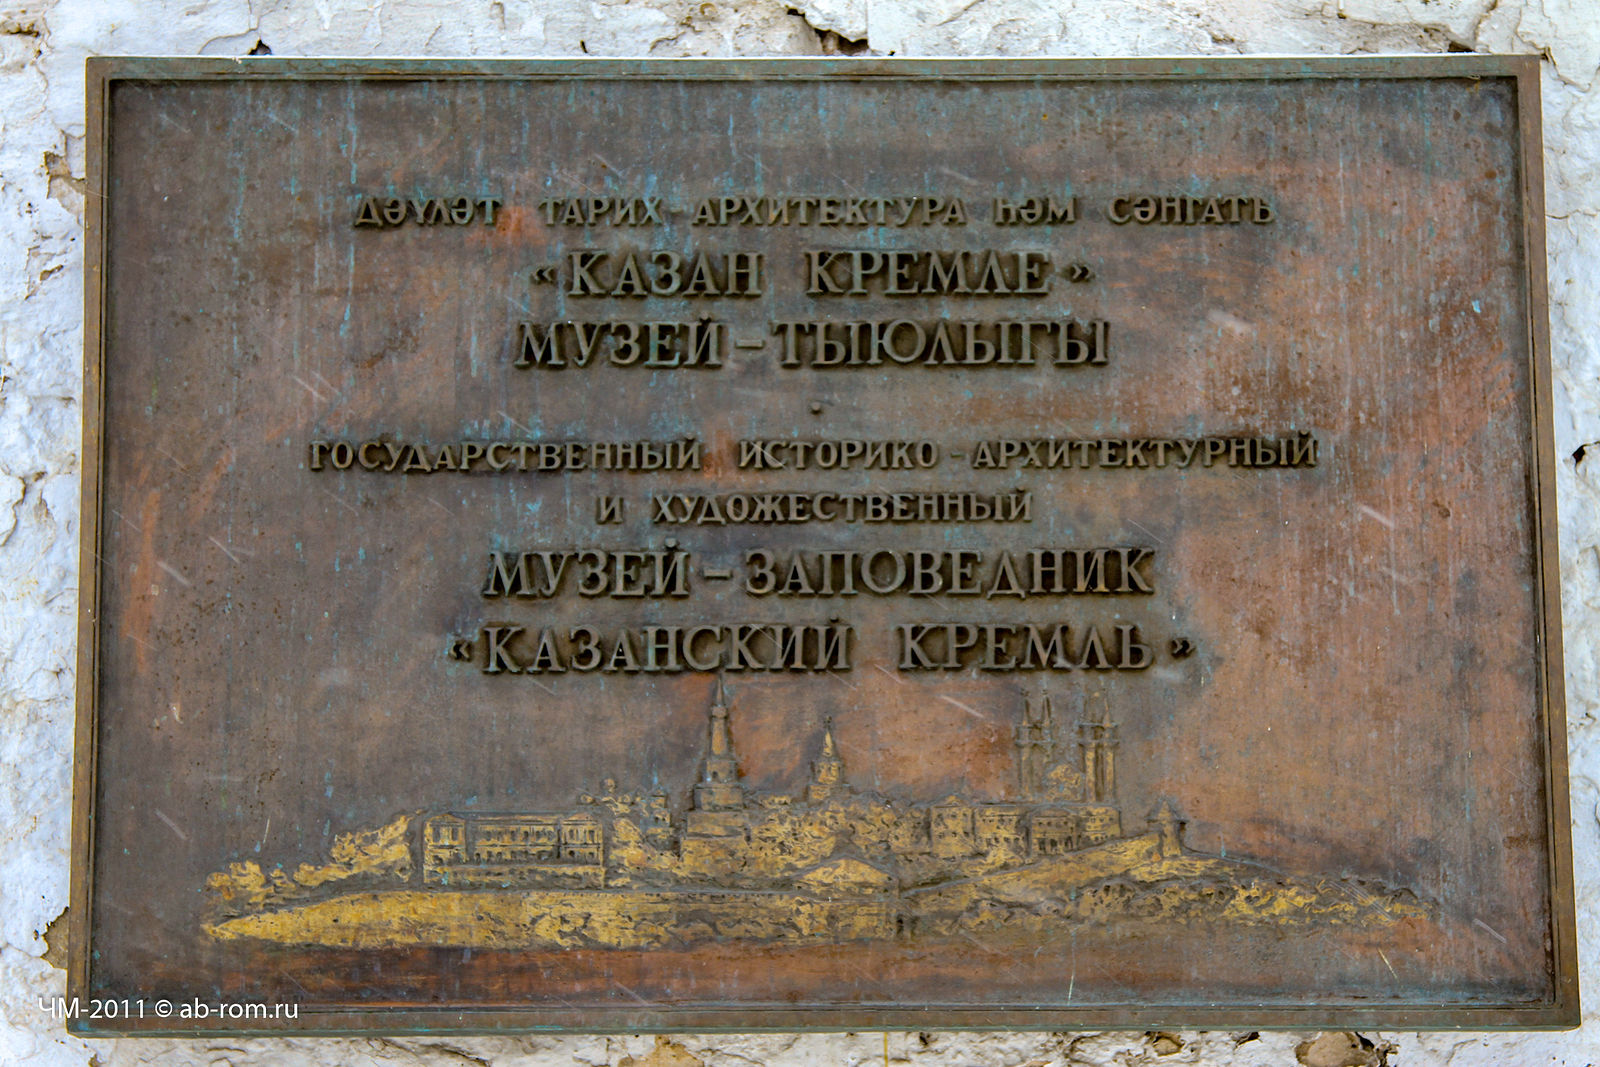 ДӘҮЛӘТ ТАРИХ-АРХИТЕКТУРА ҺӘМ СӘНГАТЬ
«КАЗАН КРЕМЛЕ»
МУЗЕЙ-ТЫЮЛЫГЫ
ГОСУДАРСТВЕННЫЙ ИСТОРИКО-АРХИТЕКТУРНЫЙ
И ХУДОЖЕСТВЕННЫЙ
МУЗЕЙ-ЗАПОВЕДНИК
«КАЗАНСКИЙ КРЕМЛЬ»
ЧМ-2011 © ab-rom.ru